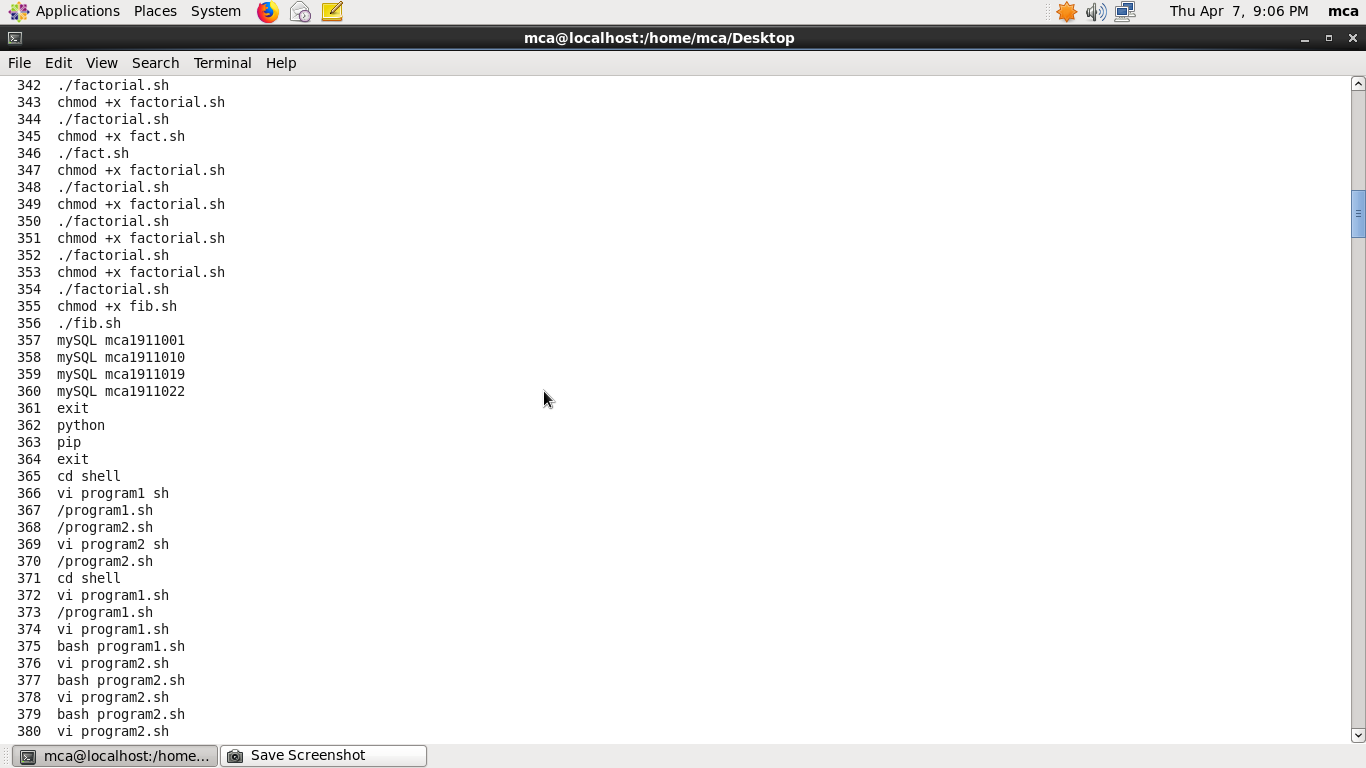 Applications Places System Thu Apr 7, 9:06 PM mca
mca@localhost:/home/mca/Desktop
File Edit View Search Terminal Help
342 ./factorial.sh
343 chmod +x factorial.sh
344 ./factorial.sh
345 chmod +x fact.sh
346 ./fact.sh
347 chmod +x factorial.sh
348 ./factorial.sh
349 chmod +x factorial.sh
350 ./factorial.sh
351 chmod +x factorial.sh
352 ./factorial.sh
353 chmod +x factorial.sh
354 ./factorial.sh
355 chmod +x fib.sh
356 ./fib.sh
357 mySQL mca1911001
358 mySQL mca1911010
359 mySQL mca1911019
360 mySQL mca1911022
361 exit
362 python
363 pip
364 exit
365 cd shell
366 vi program1 sh
367 /program1.sh
368 /program2.sh
369 vi program2 sh
370 /program2.sh
371 cd shell
372 vi program1.sh
373 /program1.sh
374 vi program1.sh
375 bash program1.sh
376 vi program2.sh
377 bash program2.sh
378 vi program2.sh
379 bash program2.sh
380 vi program2.sh
mca@localhost:/home... Save Screenshot